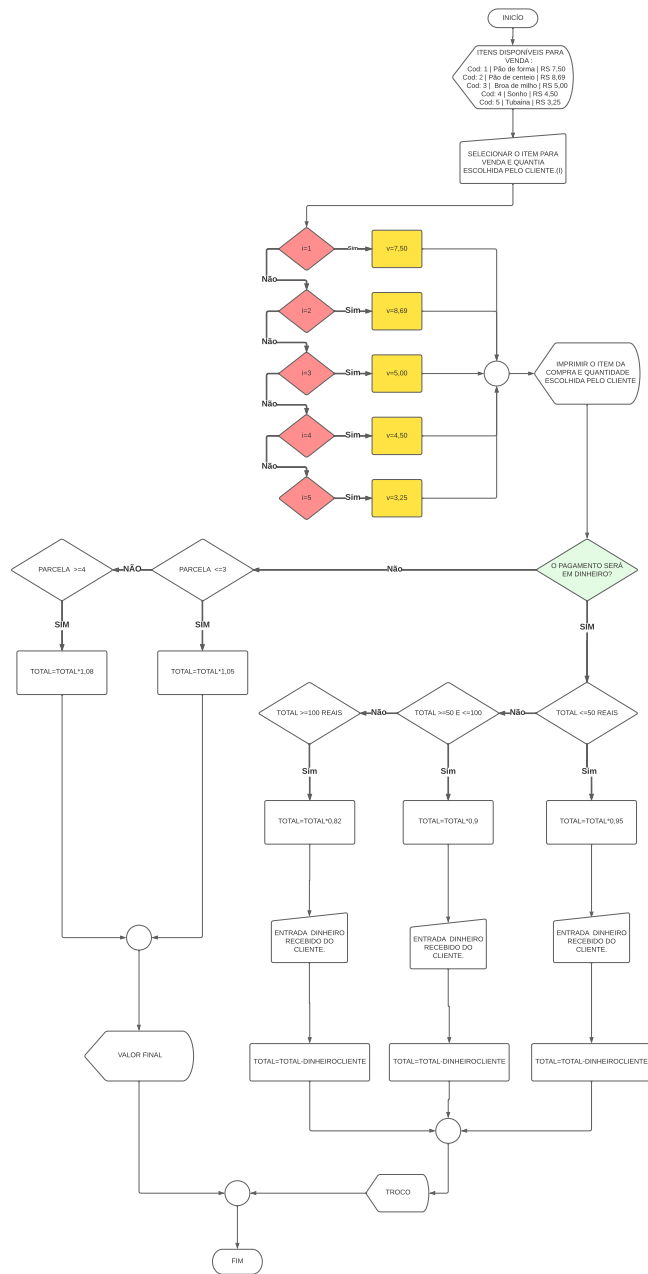 INICÍO
ITENS DISPONÍVEIS PARA
VENDA :
Cod: 1 | Pão de forma | RS 7,50
Cod: 2 | Pão de centeio | RS 8,69
Cod: 3 | Broa de milho | RS 5,00
Cod: 4 | Sonho | RS 4,50
Cod: 5 | Tubaina | RS 3,25
SELECIONAR O ITEM PARA
VENDA E QUANTIA
ESCOLHIDA PELO CLIENTE.(I)
i=1
Sim
v=7,50
Não
i=2
Sim
v=8,69
Não
i=3
Sim
v=5,00
Não
i=4
Sim
v=4,50
Não
i=5
Sim
v=3,25
IMPRIMIR O ITEM DA
COMPRA E QUANTIDADE
ESCOLHIDA PELO CLIENTE
O PAGAMENTO SERÁ
EM DINHEIRO?
Não
PARCELA <=3
NÃO
PARCELA >=4
SIM
SIM
SIM
TOTAL=TOTAL*1,08
TOTAL=TOTAL*1,05
TOTAL >=100 REAIS
Não
TOTAL >=50 E <=100
Não
TOTAL <=50 REAIS
Sim
Sim
Sim
TOTAL=TOTAL*0,82
TOTAL=TOTAL*0,9
TOTAL=TOTAL*0,95
ENTRADA DINHEIRO
RECEBIDO DO
CLIENTE.
ENTRADA DINHEIRO
RECEBIDO DO
CLIENTE.
ENTRADA DINHEIRO
RECEBIDO DO
CLIENTE.
TOTAL=TOTAL-DINHEIROCLIENTE
TOTAL=TOTAL-DINHEIROCLIENTE
TOTAL=TOTAL-DINHEIROCLIENTE
VALOR FINAL
TROCO
FIM